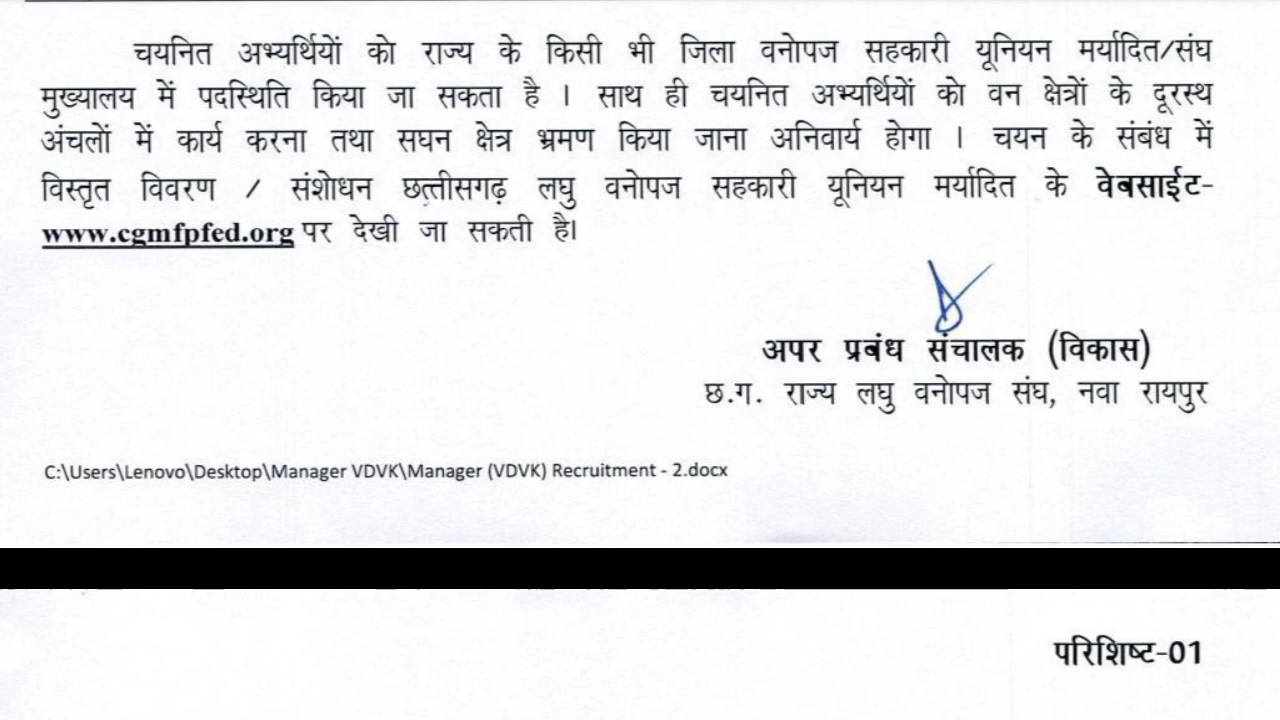 चयनित अभ्यर्थियों को राज्य के किसी भी जिला वनोपज सहकारी यूनियन मर्यादित/संघ
मुख्यालय में पदस्थिति किया जा सकता है । साथ ही चयनित अभ्यर्थियों को वन क्षेत्रों के दूरस्थ
अंचलों में कार्य करना तथा सघन क्षेत्र भ्रमण किया जाना अनिवार्य होगा । चयन के संबंध में
विस्तृत विवरण / संशोधन छत्तीसगढ़ लघु वनोपज सहकारी यूनियन मर्यादित के वेबसाईट-
www.cgmfpfed.org पर देखी जा सकती है।
अपर प्रबंध संचालक (विकास)
छ.ग. राज्य लघु वनोपज संघ, नवा रायपुर
C:\Users\Lenovo\Desktop\Manager VDVK\Manager (VDVK) Recruitment - 2.docx
परिशिष्ट-01